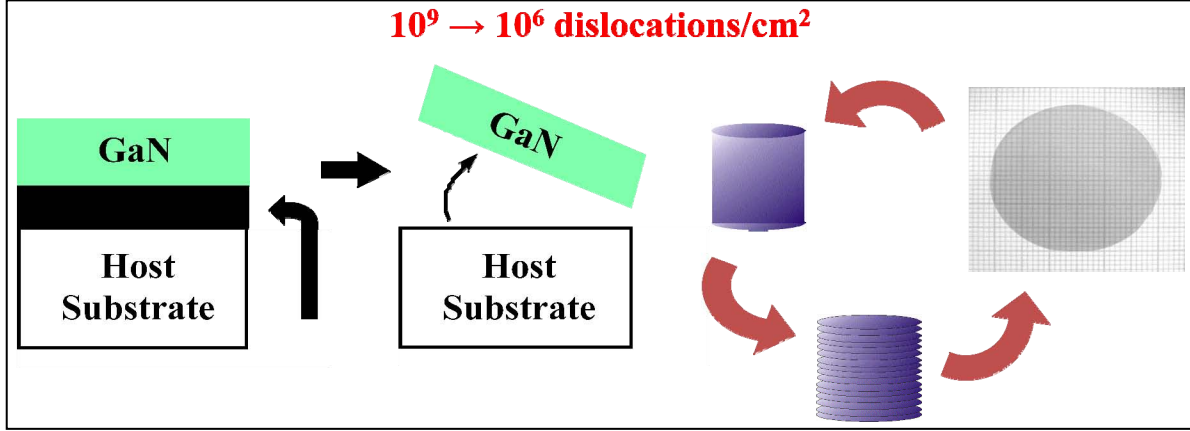 10⁹ → 10⁶ dislocations/cm²
GaN
Host
Substrate
GaN
Host
Substrate